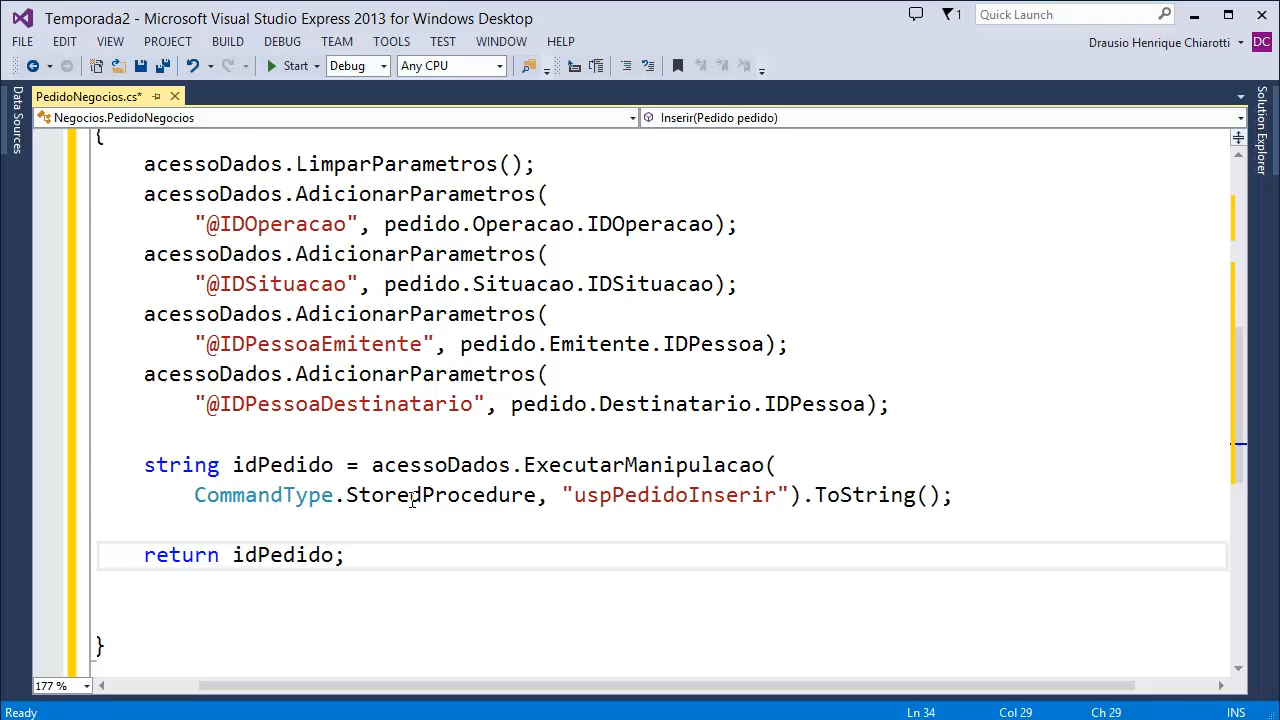 Temporada2 - Microsoft Visual Studio Express 2013 for Windows Desktop
1
Quick Launch
FILE EDIT VIEW PROJECT BUILD DEBUG TEAM TOOLS TEST WINDOW HELP
Drausio Henrique Chiarotti
DC
Start
Debug
Any CPU
Data Sources
PedidoNegocios.cs*
Solution Explorer
Negocios.PedidoNegocios
Inserir(Pedido pedido)
{
acessoDados.LimparParametros();
acessoDados.AdicionarParametros(
"@IDOperacao", pedido.Operacao.IDOperacao);
acessoDados.AdicionarParametros(
"@IDSituacao", pedido.Situacao.IDSituacao);
acessoDados.AdicionarParametros(
"@IDPessoaEmitente", pedido.Emitente.IDPessoa);
acessoDados.AdicionarParametros(
"@IDPessoaDestinatario", pedido.Destinatario.IDPessoa);
string idPedido = acessoDados.ExecutarManipulacao(
CommandType.StoredProcedure, "uspPedidoInserir").ToString();
return idPedido;
}
177 %
Ready
Ln 34
Col 29
Ch 29
INS